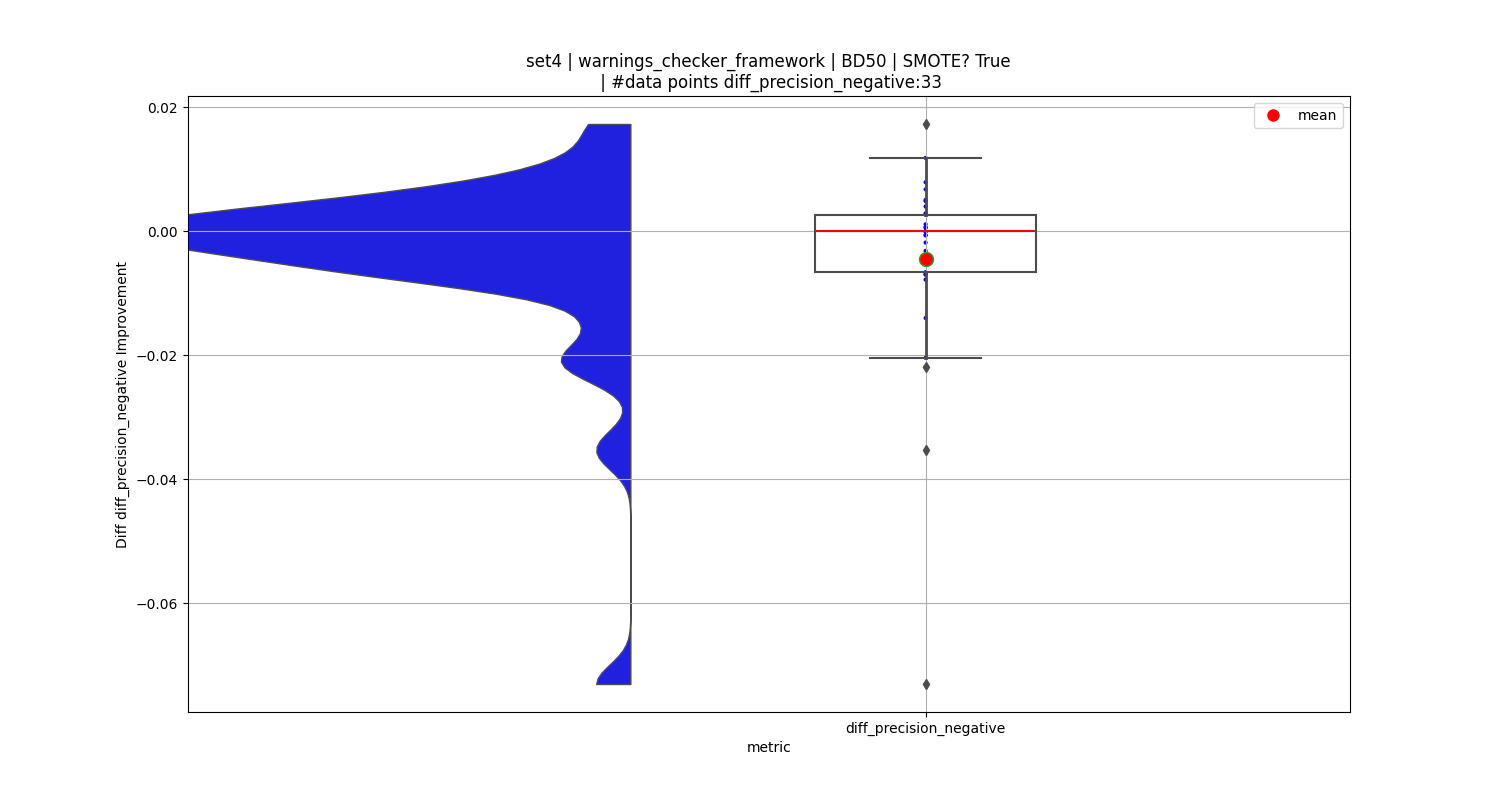 set4 | warnings_checker_framework | BD50 | SMOTE? True
| #data points diff_precision_negative:33
mean
0.02
0.00
−0.02
−0.04
−0.06
Diff diff_precision_negative Improvement
diff_precision_negative
metric